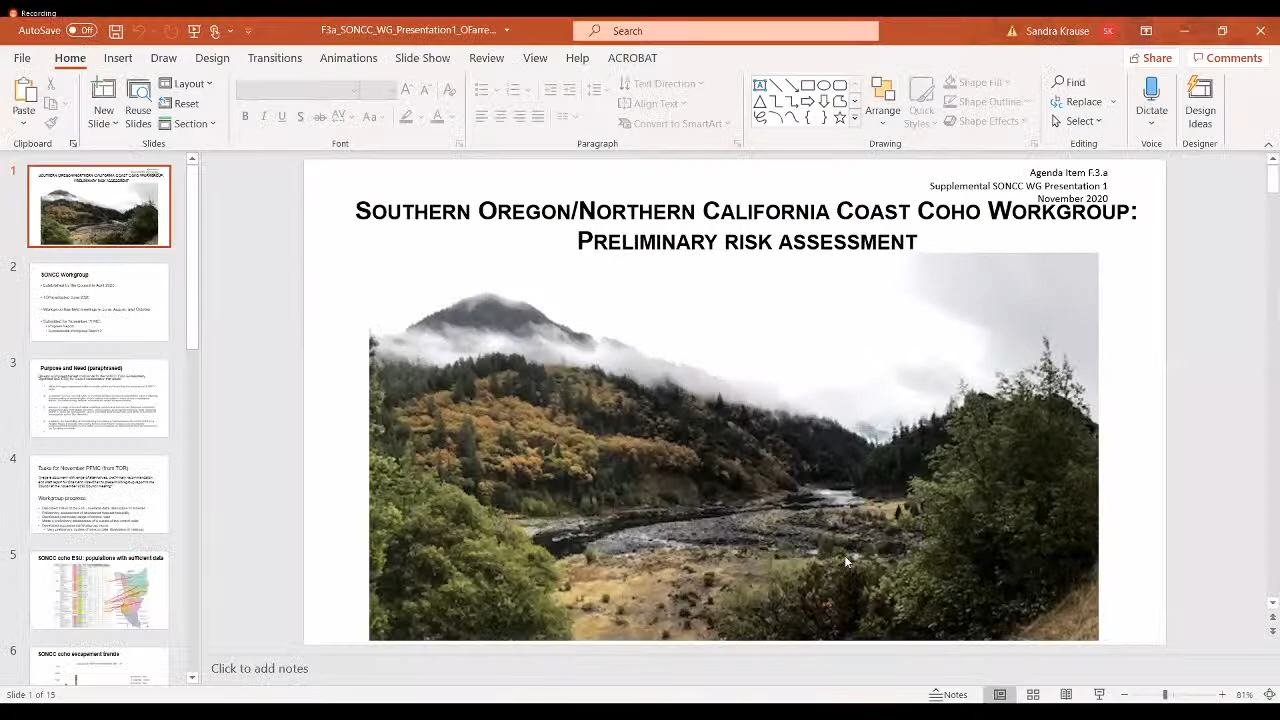 Recording
AutoSave Off
F3a_SONCC_WG_Presentation1_OFarre...
Search
Sandra Krause
SK
File Home Insert Draw Design Transitions Animations Slide Show Review View Help ACROBAT
Share Comments
Paste
New Slide
Reuse Slides
Layout
Reset
Section
Text Direction
Align Text
Convert to SmartArt
Arrange
Quick Styles
Shape Fill
Shape Outline
Shape Effects
Find
Replace
Select
Dictate
Design Ideas
Clipboard Slides Font Paragraph Drawing Editing Voice Designer
1
2
SONCC Workgroup
3
Purpose and Need (paraphrased)
4
Tasks for November PFMC (from TOR)
Workgroup progress:
5
SONCC coho ESU: populations with sufficient data
6
SONCC coho escapement trends
Agenda Item F.3.a
Supplemental SONCC WG Presentation 1
November 2020
SOUTHERN OREGON/NORTHERN CALIFORNIA COAST COHO WORKGROUP:
PRELIMINARY RISK ASSESSMENT
Click to add notes
Slide 1 of 15
Notes
81%